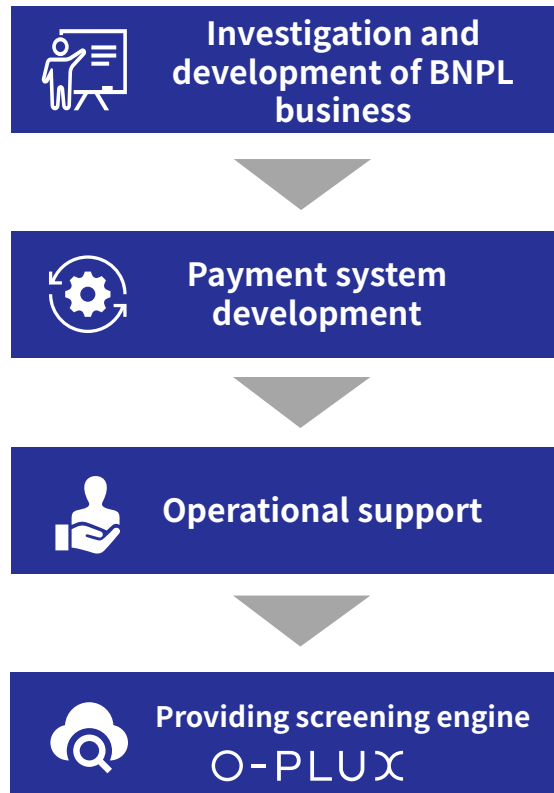 Investigation and
development of BNPL
business
Payment system
development
Operational support
Providing screening engine
O-PLUX